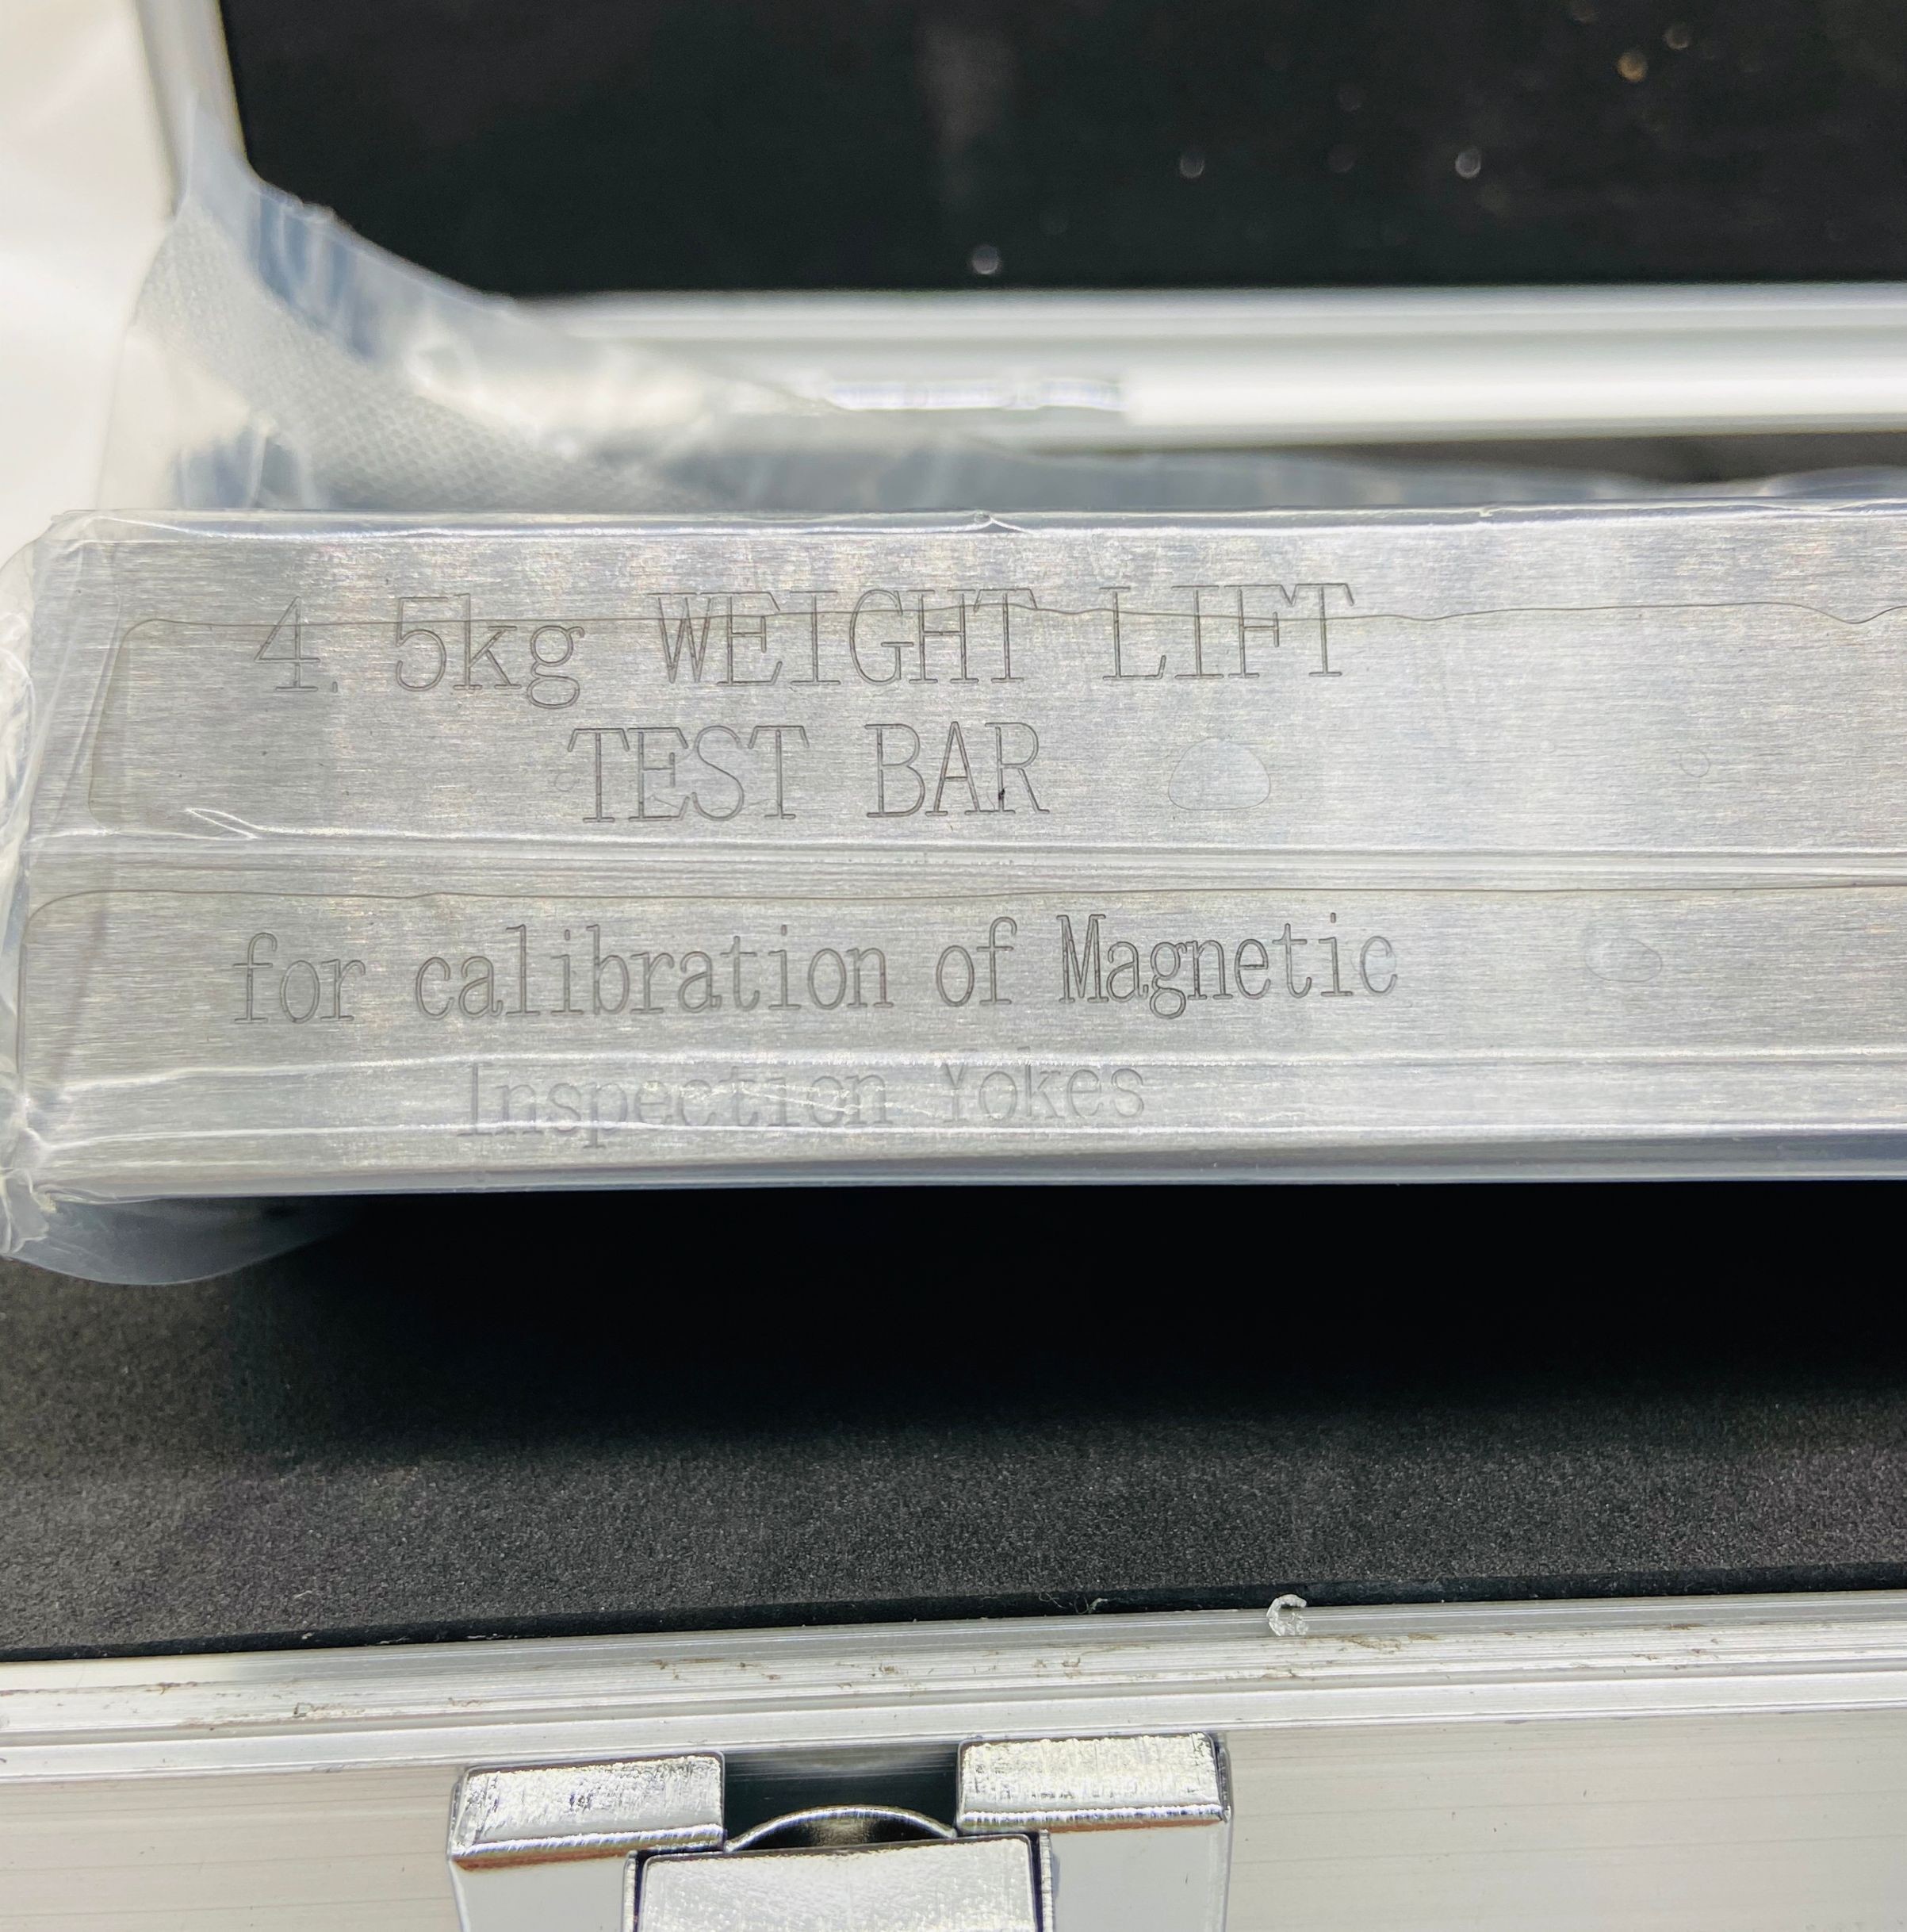 4.5kg WEIGHT LIFT
TEST BAR
for calibration of Magnetic
Inspection Yokes